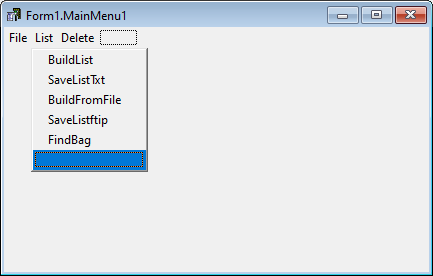 Form1.MainMenu1
File List Delete
BuildList
SaveListTxt
BuildFromFile
SaveListftip
FindBag